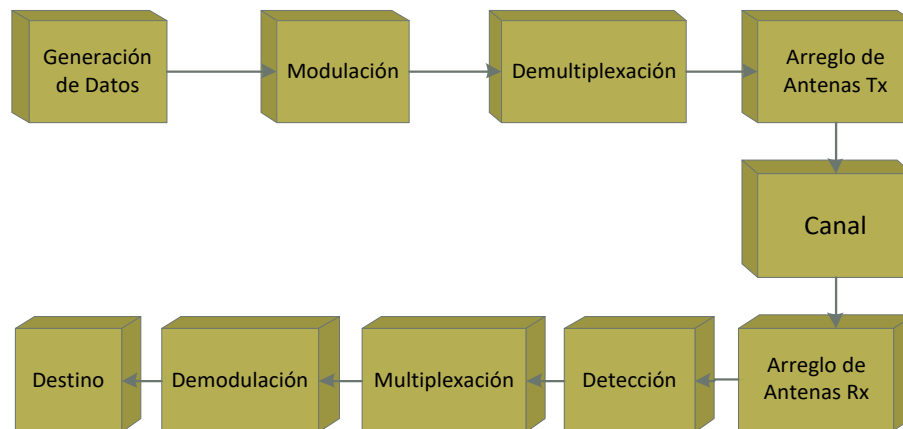 Generación
de Datos
Modulación
Demultiplexación
Arreglo de
Antenas Tx
Canal
Arreglo de
Antenas Rx
Detección
Multiplexación
Demodulación
Destino